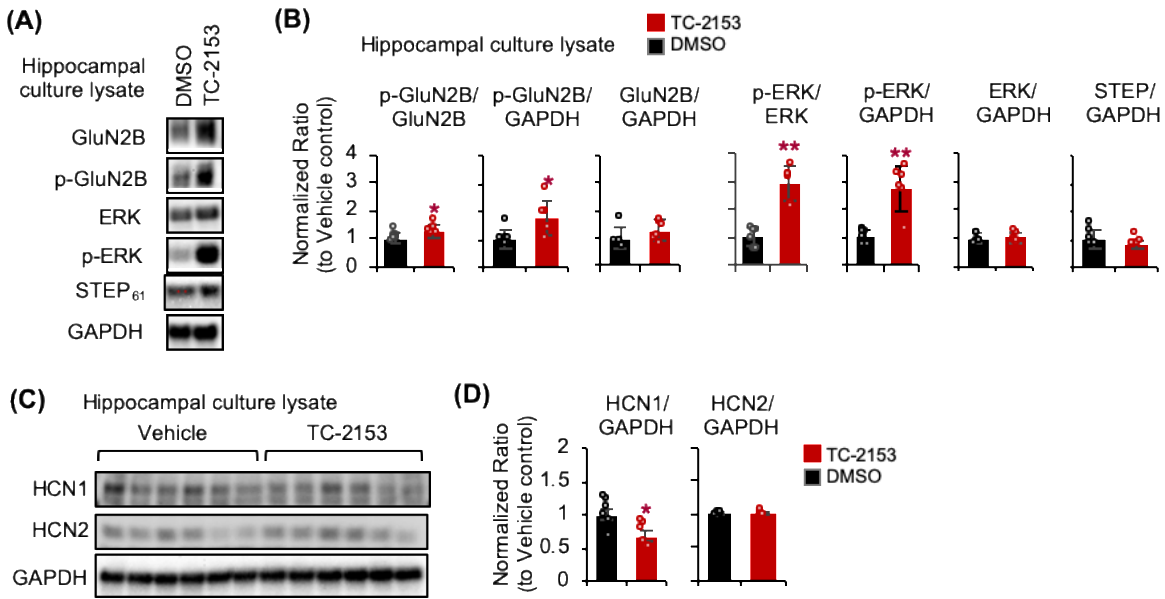 (A)
Hippocampal
culture lysate
DMSO
TC-2153
GluN2B
p-GluN2B
ERK
p-ERK
STEP61
GAPDH
(B)
TC-2153
DMSO
Hippocampal culture lysate
p-GluN2B/
GluN2B
p-GluN2B/
GAPDH
GluN2B/
GAPDH
p-ERK/
ERK
p-ERK/
GAPDH
ERK/
GAPDH
STEP/
GAPDH
Normalized Ratio
(to Vehicle control)
4
3
2
1
0
*
*
**
**
(C)
Hippocampal culture lysate
Vehicle
TC-2153
HCN1
HCN2
GAPDH
(D)
HCN1/
GAPDH
HCN2/
GAPDH
Normalized Ratio
(to Vehicle control)
2
1.5
1
0.5
0
*
TC-2153
DMSO